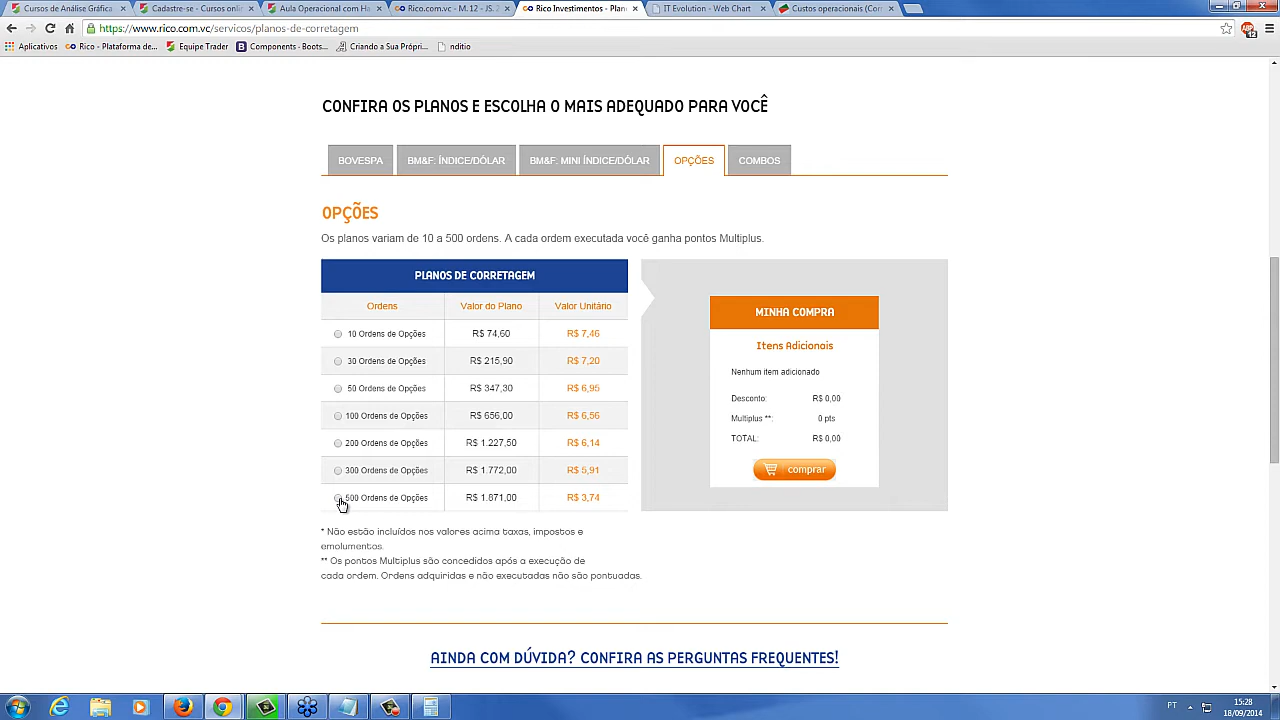 Cursos de Análise Gráfica
Cadastre-se - Cursos onlin
Aula Operacional com Ha
Rico.com.vc - M. 12 - JS. 2
Rico Investimentos - Plan
IT Evolution - Web Chart
Custos operacionais (Cor
https://www.rico.com.vc/servicos/planos-de-corretagem
Aplicativos
Rico - Plataforma de...
Equipe Trader
Components · Boots...
Criando a Sua Própri...
nditio
CONFIRA OS PLANOS E ESCOLHA O MAIS ADEQUADO PARA VOCÊ
BOVESPA
BM&F: ÍNDICE/DÓLAR
BM&F: MINI ÍNDICE/DÓLAR
OPÇÕES
COMBOS
OPÇÕES
Os planos variam de 10 a 500 ordens. A cada ordem executada você ganha pontos Multiplus.
PLANOS DE CORRETAGEM
Ordens Valor do Plano Valor Unitário
10 Ordens de Opções R$ 74,60 R$ 7,46
30 Ordens de Opções R$ 215,90 R$ 7,20
50 Ordens de Opções R$ 347,30 R$ 6,95
100 Ordens de Opções R$ 656,00 R$ 6,56
200 Ordens de Opções R$ 1.227,50 R$ 6,14
300 Ordens de Opções R$ 1.772,00 R$ 5,91
500 Ordens de Opções R$ 1.871,00 R$ 3,74
MINHA COMPRA
Itens Adicionais
Nenhum item adicionado
Desconto: R$ 0,00
Multiplus **: 0 pts
TOTAL: R$ 0,00
comprar
* Não estão incluídos nos valores acima taxas, impostos e
emolumentos.
** Os pontos Multiplus são concedidos após a execução de
cada ordem. Ordens adquiridas e não executadas não são pontuadas.
AINDA COM DÚVIDA? CONFIRA AS PERGUNTAS FREQUENTES!
PT
15:28
18/09/2014